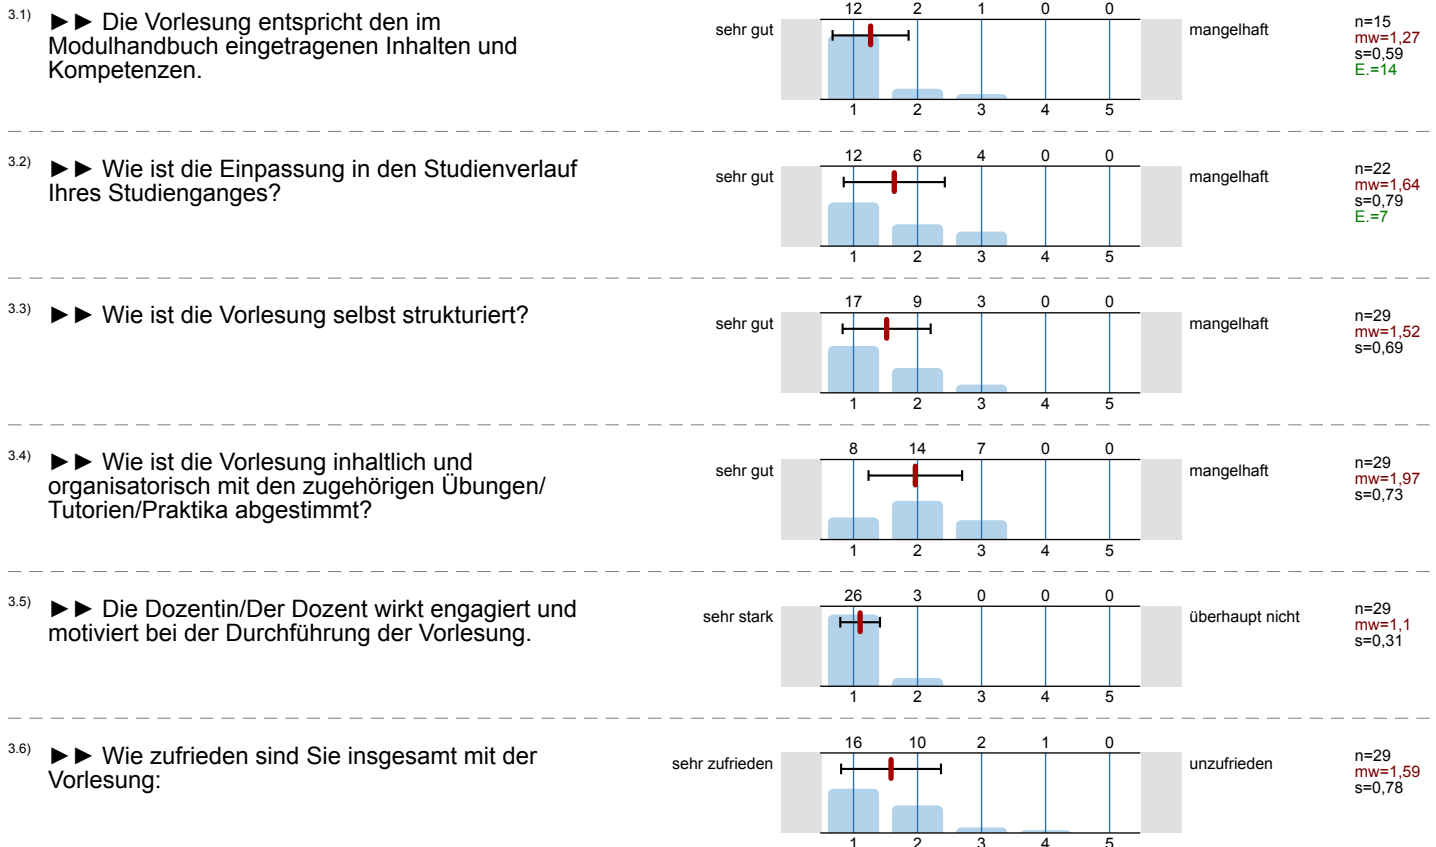 3.1) ►► Die Vorlesung entspricht den im
Modulhandbuch eingetragenen Inhalten und
Kompetenzen.
12 2 1 0 0
sehr gut
mangelhaft
1 2 3 4 5
n=15
mw=1,27
s=0,59
E.=14
3.2) ►► Wie ist die Einpassung in den Studienverlauf
Ihres Studienganges?
12 6 4 0 0
sehr gut
mangelhaft
1 2 3 4 5
n=22
mw=1,64
s=0,79
E.=7
3.3) ►► Wie ist die Vorlesung selbst strukturiert?
17 9 3 0 0
sehr gut
mangelhaft
1 2 3 4 5
n=29
mw=1,52
s=0,69
3.4) ►► Wie ist die Vorlesung inhaltlich und
organisatorisch mit den zugehörigen Übungen/
Tutorien/Praktika abgestimmt?
8 14 7 0 0
sehr gut
mangelhaft
1 2 3 4 5
n=29
mw=1,97
s=0,73
3.5) ►► Die Dozentin/Der Dozent wirkt engagiert und
motiviert bei der Durchführung der Vorlesung.
26 3 0 0 0
sehr stark
überhaupt nicht
1 2 3 4 5
n=29
mw=1,1
s=0,31
3.6) ►► Wie zufrieden sind Sie insgesamt mit der
Vorlesung:
16 10 2 1 0
sehr zufrieden
unzufrieden
1 2 3 4 5
n=29
mw=1,59
s=0,78